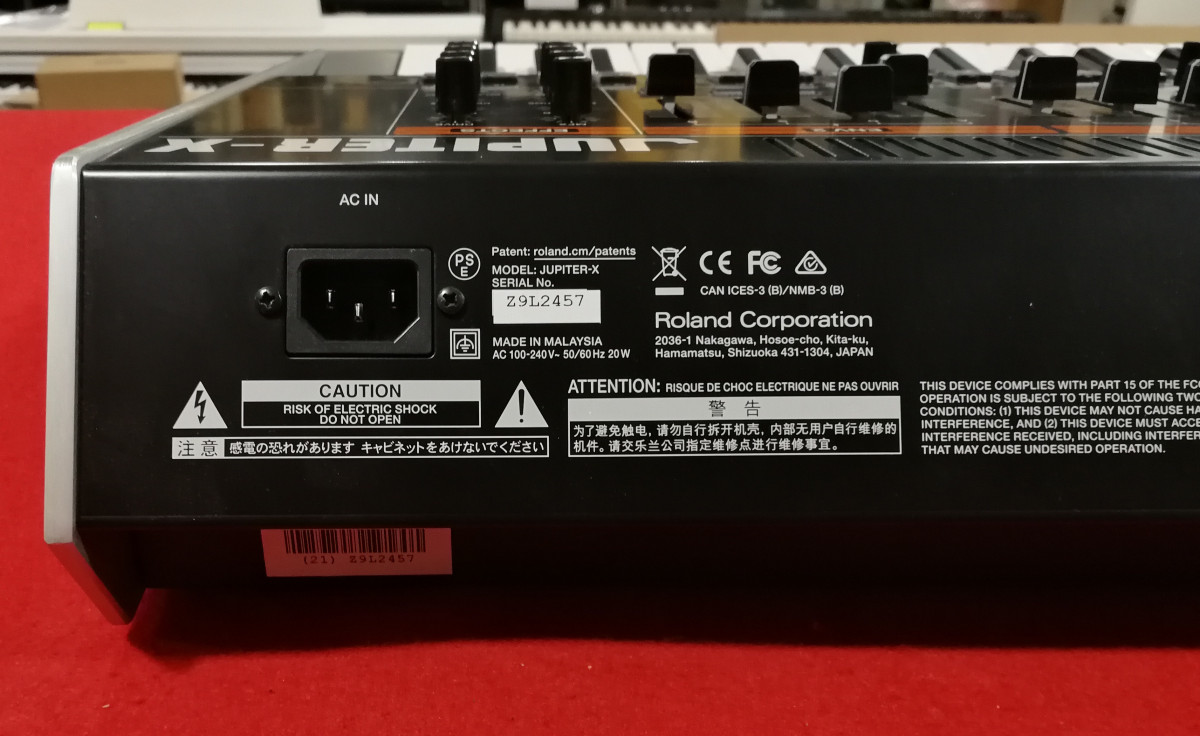 JUPITER-X
EFFECTS
AC IN
PS
E
Patent: roland.cm/patents
MODEL: JUPITER-X
SERIAL No.
Z9L2457
MADE IN MALAYSIA
AC 100-240V~ 50/60Hz 20W
CE FC
CAN ICES-3 (B)/NMB-3 (B)
Roland Corporation
2036-1 Nakagawa, Hosoe-cho, Kita-ku,
Hamamatsu, Shizuoka 431-1304, JAPAN
CAUTION
RISK OF ELECTRIC SHOCK
DO NOT OPEN
注意 感電の恐れがあります キャビネットをあけないでください
ATTENTION: RISQUE DE CHOC ELECTRIQUE NE PAS OUVRIR
警 告
为了避免触电，请勿自行拆开机壳，内部无用户自行维修的
机件。请交乐兰公司指定维修点进行维修事宜。
THIS DEVICE COMPLIES WITH PART 15 OF THE FCC
OPERATION IS SUBJECT TO THE FOLLOWING TWO
CONDITIONS: (1) THIS DEVICE MAY NOT CAUSE
INTERFERENCE, AND (2) THIS DEVICE MUST
INTERFERENCE RECEIVED, INCLUDING
THAT MAY CAUSE UNDESIRED OPERATION.
(21) Z9L2457